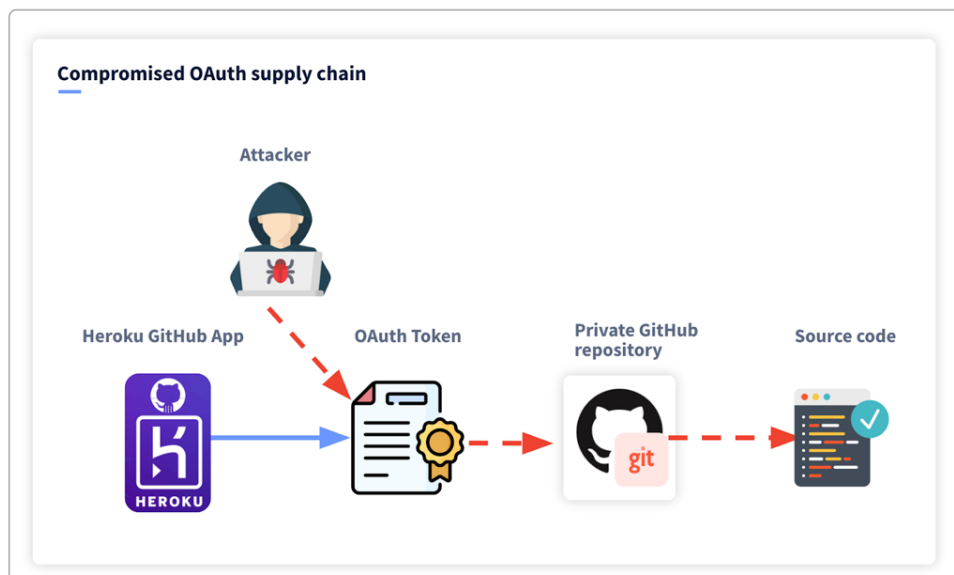 Compromised OAuth supply chain
Attacker
Heroku GitHub App
OAuth Token
Private GitHub
repository
Source code
HEROKU
git